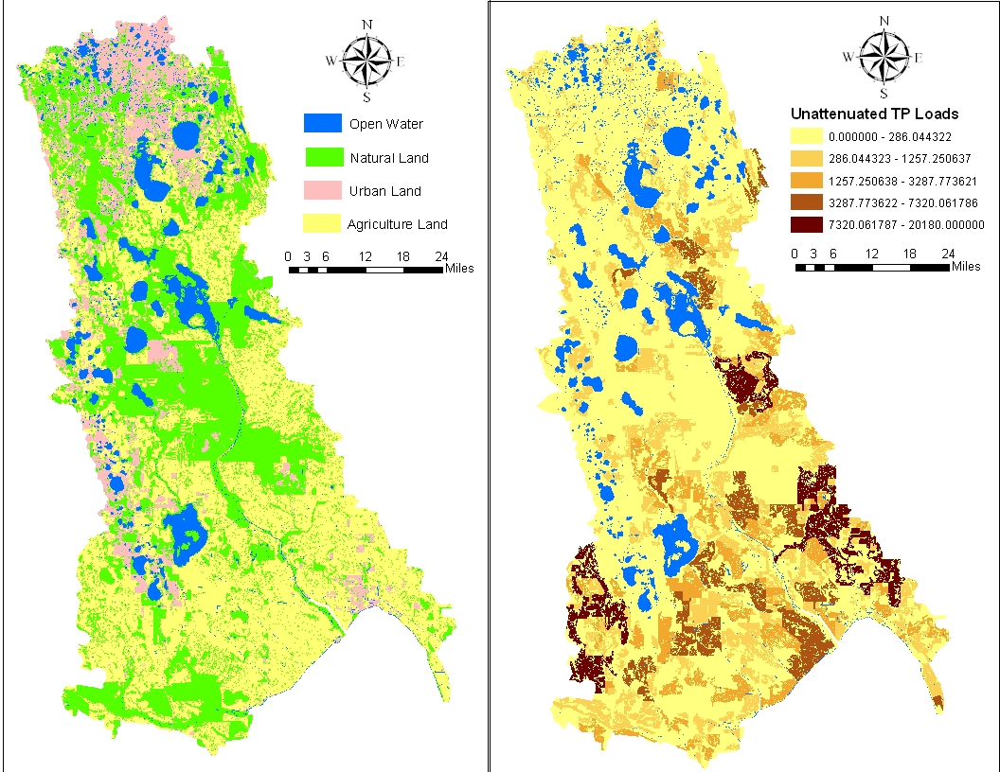 N
W E
S
Open Water
Natural Land
Urban Land
Agriculture Land
0 3 6 12 18 24
Miles
N
W E
S
Unattenuated TP Loads
0.000000 - 286.044322
286.044323 - 1257.250637
1257.250638 - 3287.773621
3287.773622 - 7320.061786
7320.061787 - 20180.000000
0 3 6 12 18 24
Miles